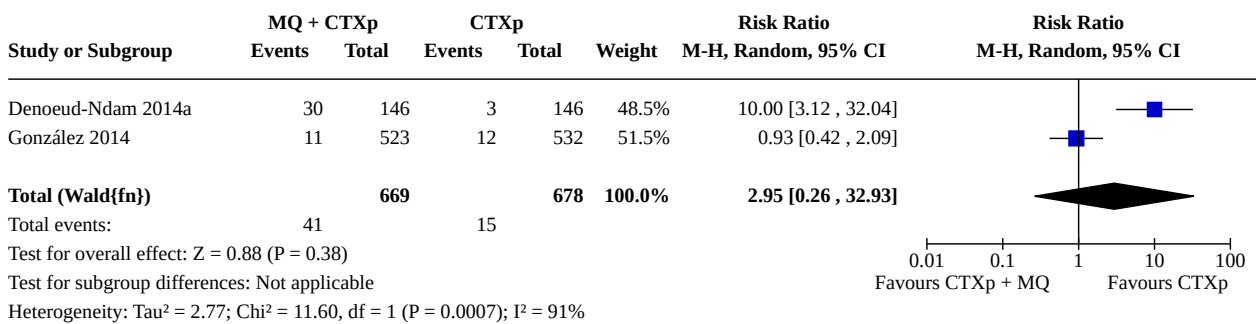 MQ + CTXp CTXp Risk Ratio Risk Ratio
Study or Subgroup Events Total Events Total Weight M-H, Random, 95% CI M-H, Random, 95% CI
Denoeud-Ndam 2014a 30 146 3 146 48.5% 10.00 [3.12 , 32.04]
González 2014 11 523 12 532 51.5% 0.93 [0.42 , 2.09]
Total (Wald{fn}) 669 678 100.0% 2.95 [0.26 , 32.93]
Total events: 41 15
Test for overall effect: Z = 0.88 (P = 0.38)
0.01 0.1 1 10 100
Test for subgroup differences: Not applicable
Favours CTXp + MQ Favours CTXp
Heterogeneity: Tau² = 2.77; Chi² = 11.60, df = 1 (P = 0.0007); I² = 91%